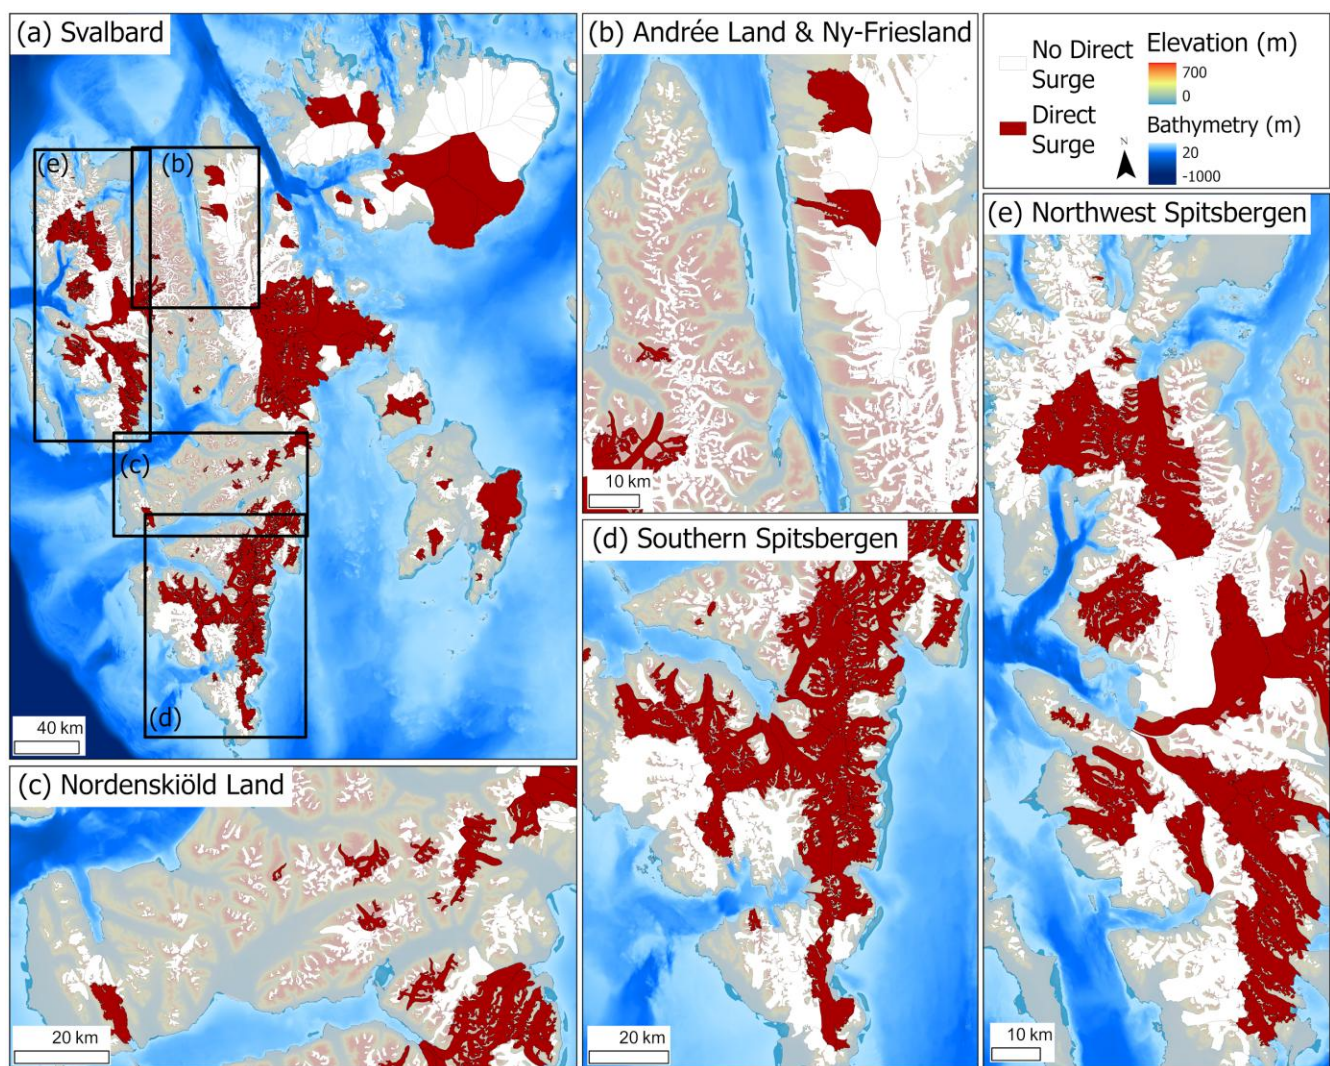 (a) Svalbard
(e)
(b)
(c)
(d)
40 km
(b) Andrée Land & Ny-Friesland
10 km
No Direct
Surge
Direct
Surge
N
Elevation (m)
700
0
Bathymetry (m)
20
-1000
(c) Nordenskiöld Land
20 km
(d) Southern Spitsbergen
20 km
(e) Northwest Spitsbergen
10 km